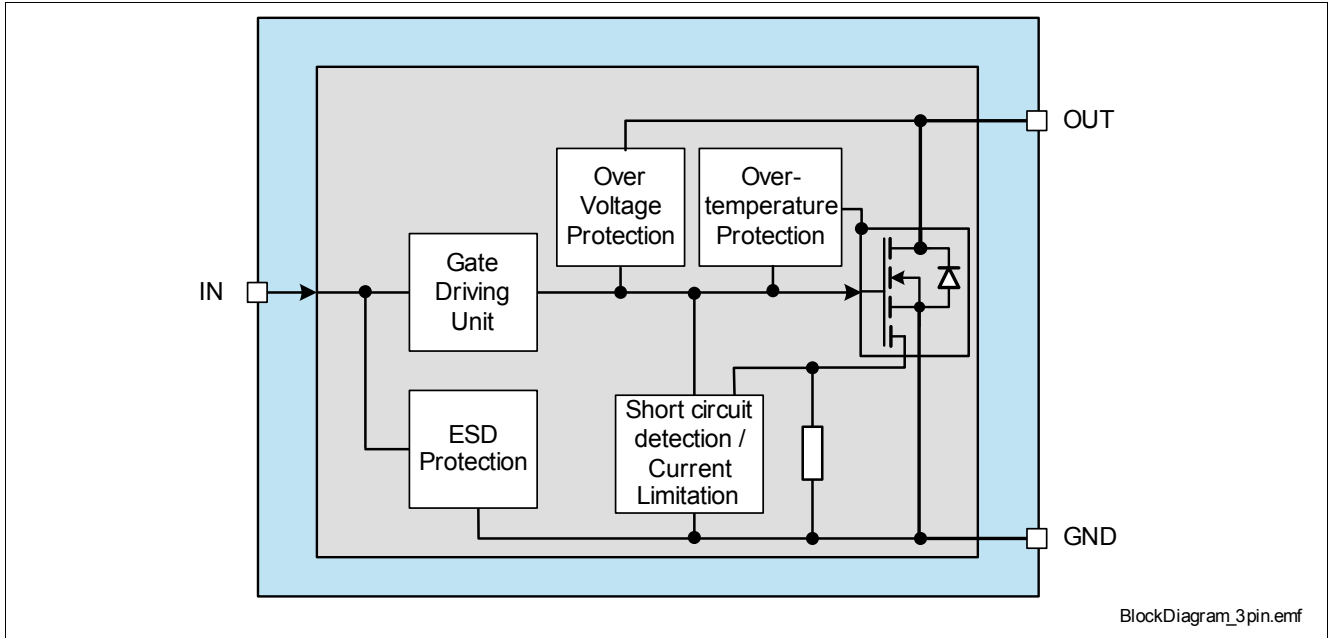 OUT
Over
Voltage
Protection
Over-
temperature
Protection
IN
Gate
Driving
Unit
ESD
Protection
Short circuit
detection /
Current
Limitation
GND
BlockDiagram_3pin.emf